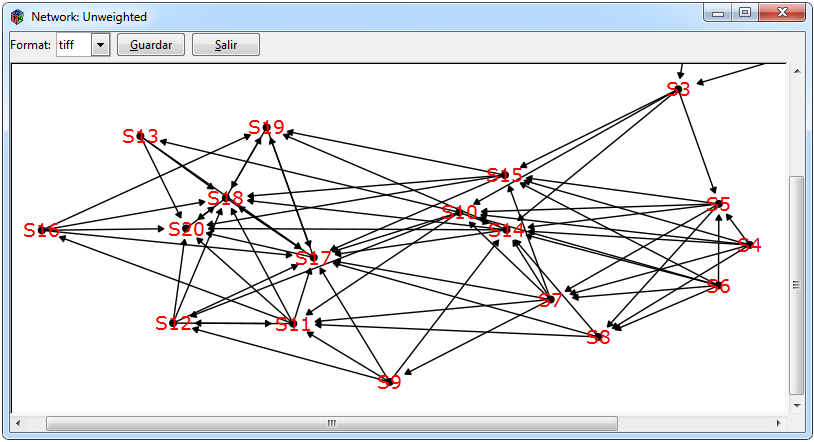 Network: Unweighted
Format: tiff Guardar Salir
S3
S19
S13
S15
S18
S5
S10
S20
S16
S14
S4
S17
S6
S7
S12
S11
S8
S9